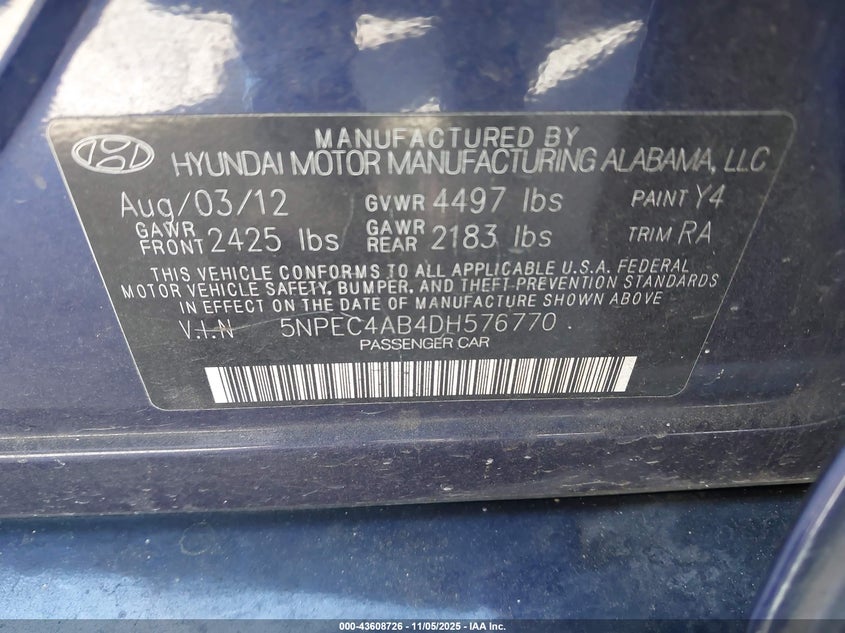 MANUFACTURED BY
HYUNDAI MOTOR MANUFACTURING ALABAMA, LLC
Aug/03/12 GVWR 4497 lbs PAINT Y4
GAWR FRONT 2425 lbs GAWR REAR 2183 lbs TRIM RA
THIS VEHICLE CONFORMS TO ALL APPLICABLE U.S.A. FEDERAL
MOTOR VEHICLE SAFETY, BUMPER, AND THEFT PREVENTION STANDARDS
IN EFFECT ON THE DATE OF MANUFACTURE SHOWN ABOVE
V.I.N 5NPEC4AB4DH576770
PASSENGER CAR
000-43608726 - 11/05/2025 - IAA Inc.